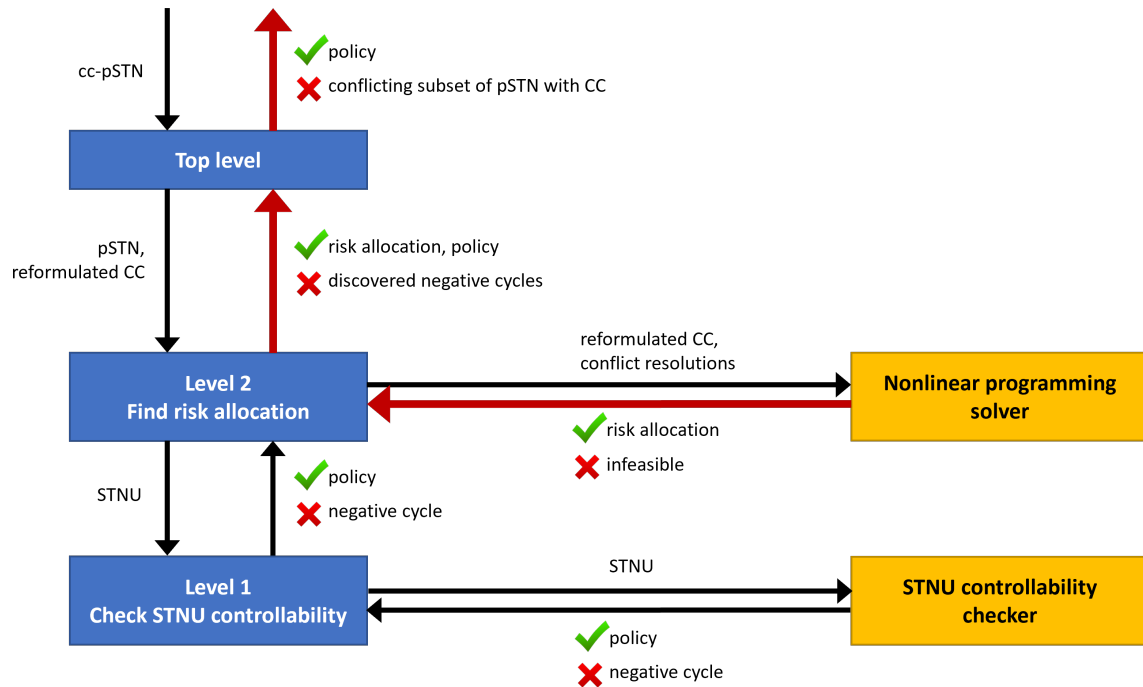 cc-pSTN
policy
conflicting subset of pSTN with CC
Top level
pSTN,
reformulated CC
risk allocation, policy
discovered negative cycles
reformulated CC,
conflict resolutions
Level 2
Find risk allocation
Nonlinear programming
solver
risk allocation
infeasible
STNU
policy
negative cycle
Level 1
Check STNU controllability
STNU
STNU controllability
checker
policy
negative cycle